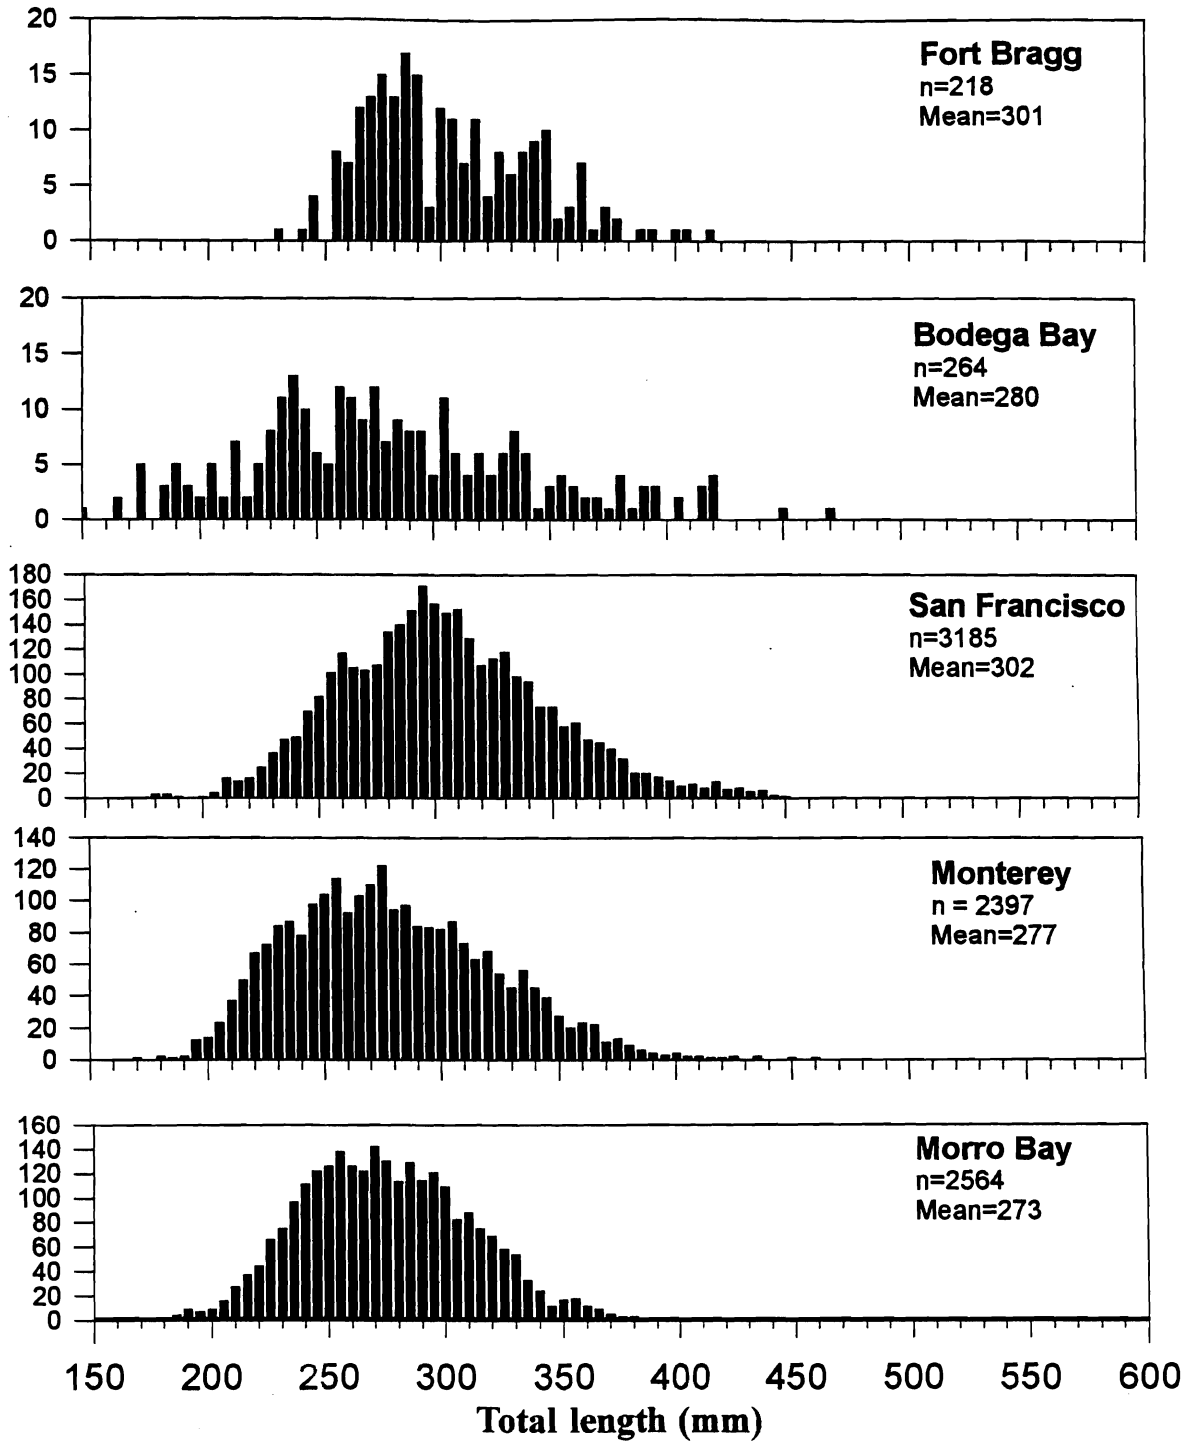 20
15
10
5
0
Fort Bragg
n=218
Mean=301
20
15
10
5
0
Bodega Bay
n=264
Mean=280
180
160
140
120
100
80
60
40
20
0
San Francisco
n=3185
Mean=302
140
120
100
80
60
40
20
0
Monterey
n = 2397
Mean=277
160
140
120
100
80
60
40
20
0
Morro Bay
n=2564
Mean=273
150 200 250 300 350 400 450 500 550 600
Total length (mm)